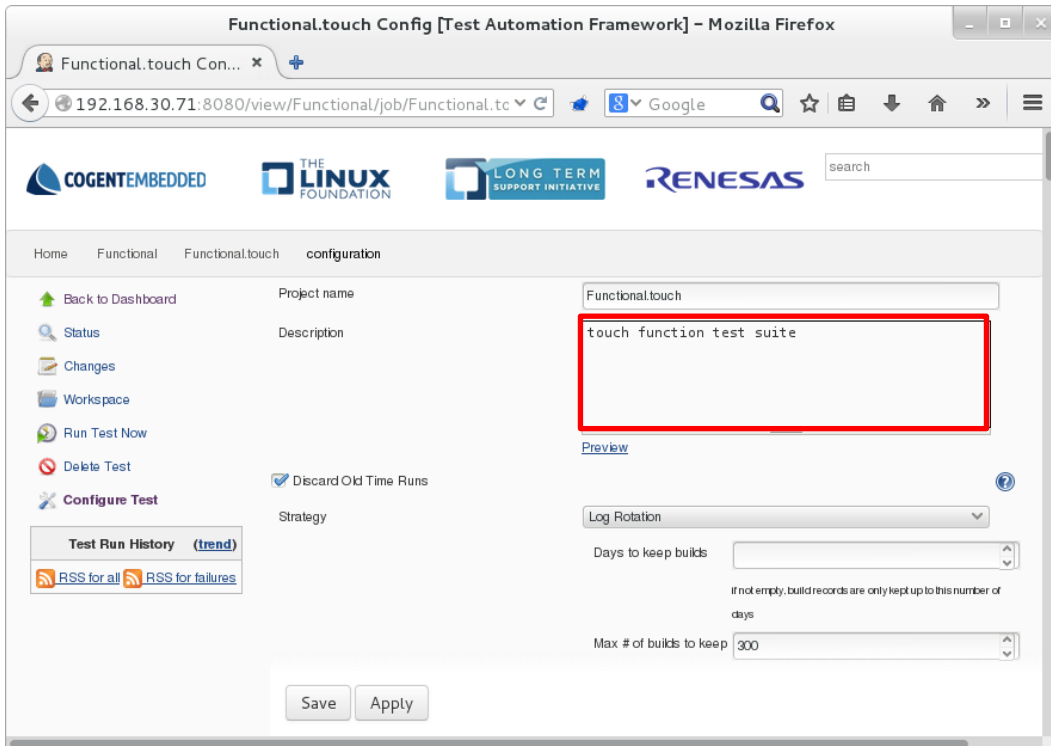 Functional.touch Config [Test Automation Framework] – Mozilla Firefox
Functional.touch Con...
192.168.30.71:8080/view/Functional/job/Functional.tc
Google
COGENTEMBEDDED
THE
LINUX
FOUNDATION
LONG TERM
SUPPORT INITIATIVE
RENESAS
search
Home Functional Functional.touch configuration
Back to Dashboard
Status
Changes
Workspace
Run Test Now
Delete Test
Configure Test
Test Run History (trend)
RSS for all RSS for failures
Project name Functional.touch
Description touch function test suite
Preview
Discard Old Time Runs
Strategy Log Rotation
Days to keep builds
if not empty, build records are only kept up to this number of
days
Max # of builds to keep 300
Save Apply